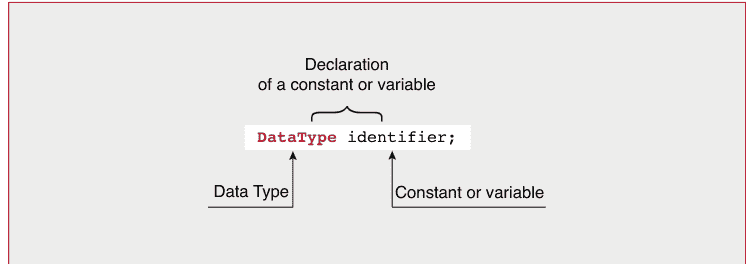 Declaration
of a constant or variable
DataType identifier;
Data Type
Constant or variable